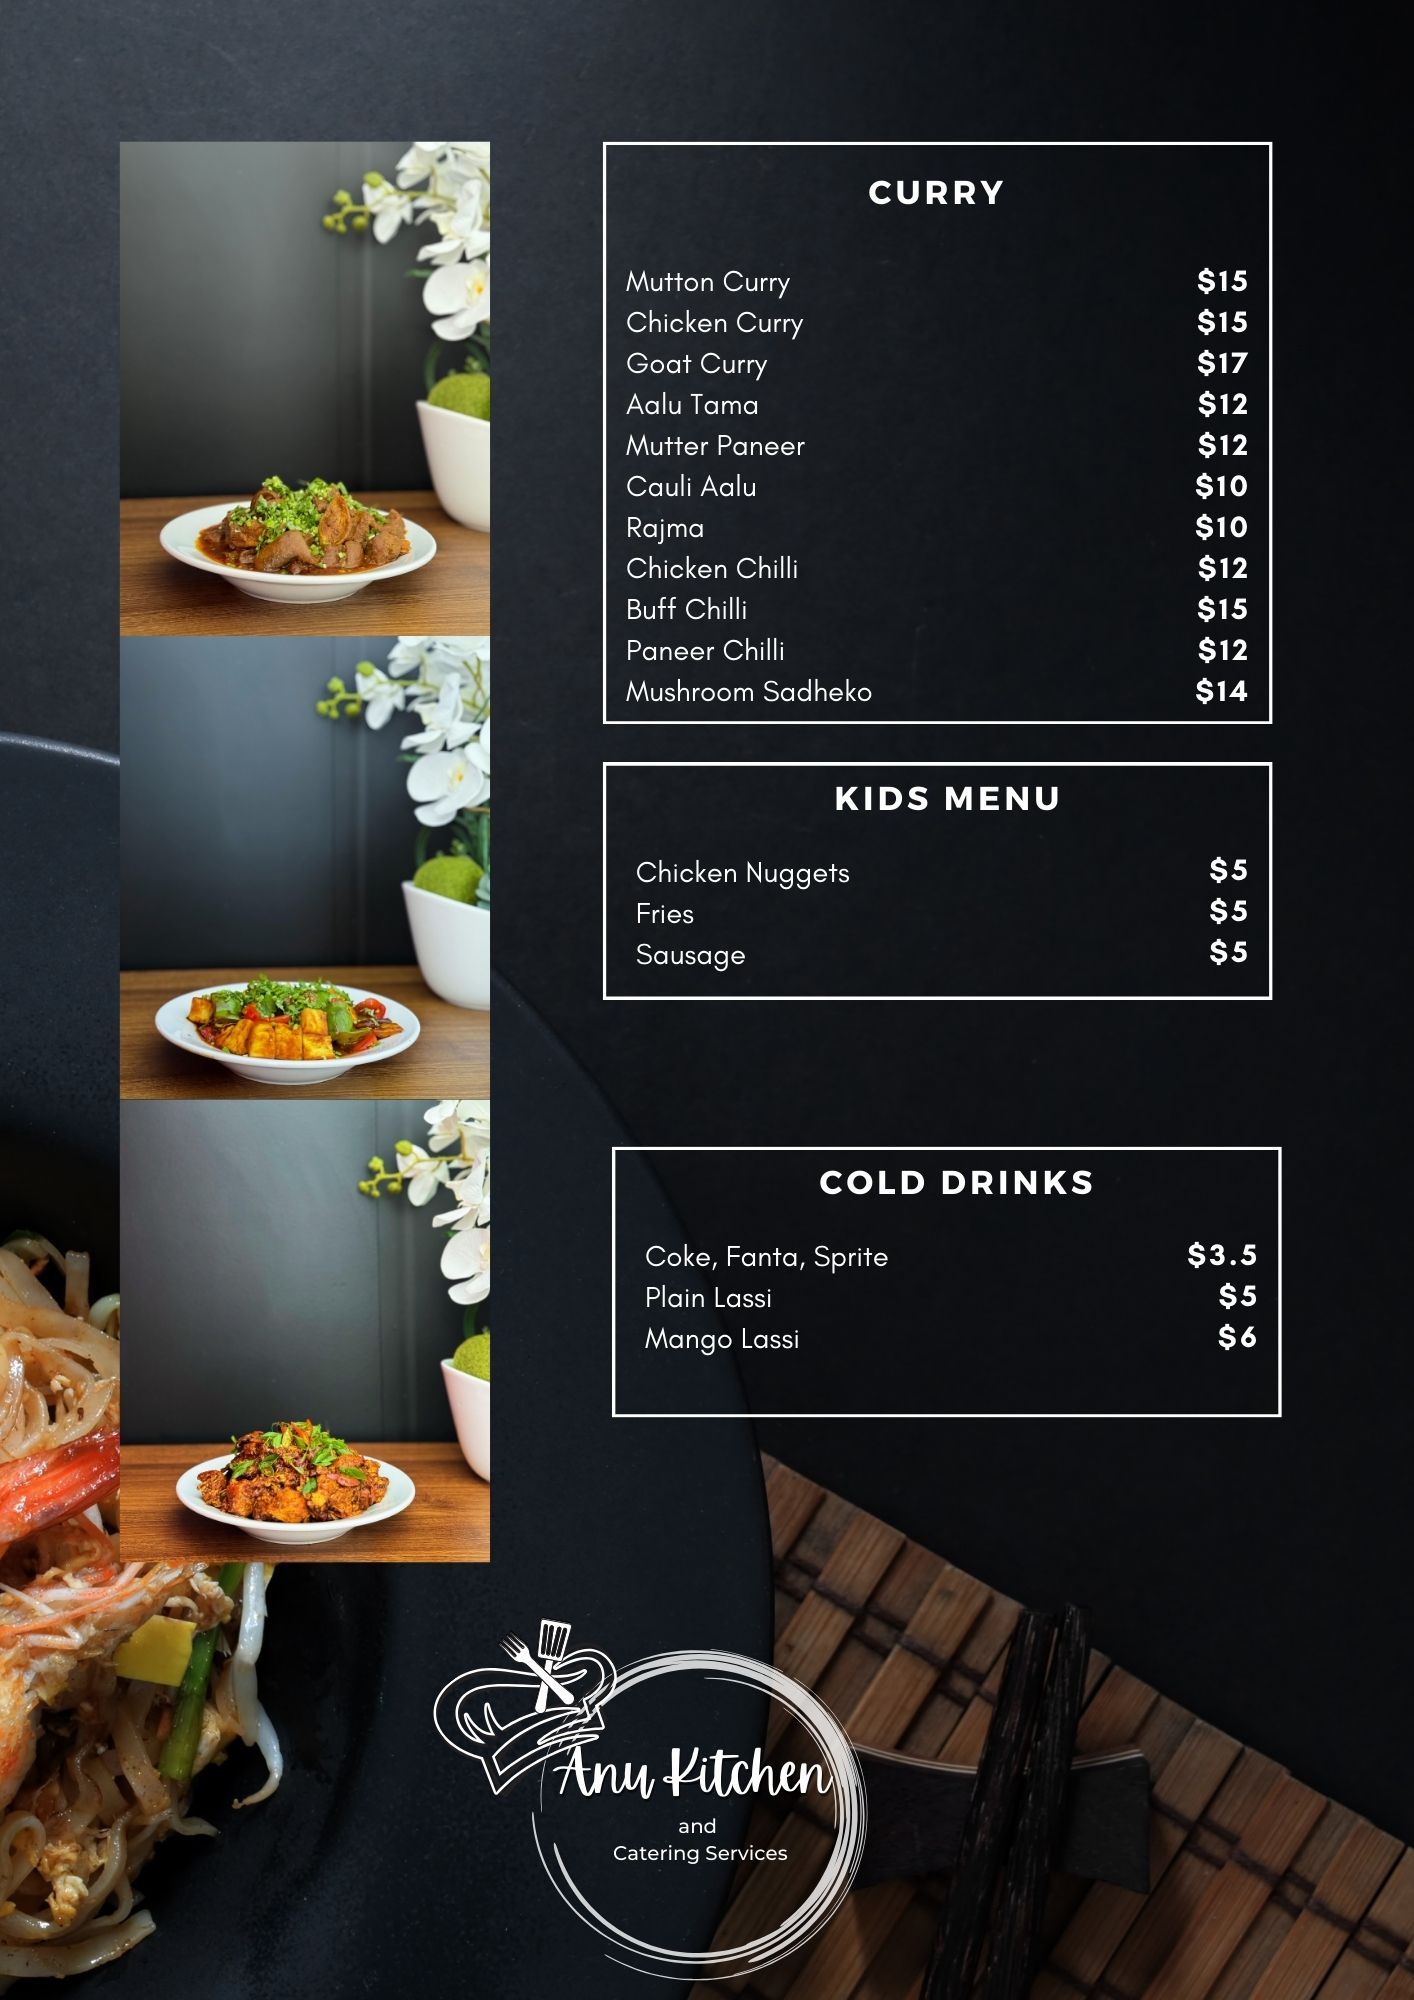 CURRY
Mutton Curry $15
Chicken Curry $15
Goat Curry $17
Aalu Tama $12
Mutter Paneer $12
Cauli Aalu $10
Rajma $10
Chicken Chilli $12
Buff Chilli $15
Paneer Chilli $12
Mushroom Sadheko $14
KIDS MENU
Chicken Nuggets $5
Fries $5
Sausage $5
COLD DRINKS
Coke, Fanta, Sprite $3.5
Plain Lassi $5
Mango Lassi $6
Anu Kitchen
and
Catering Services